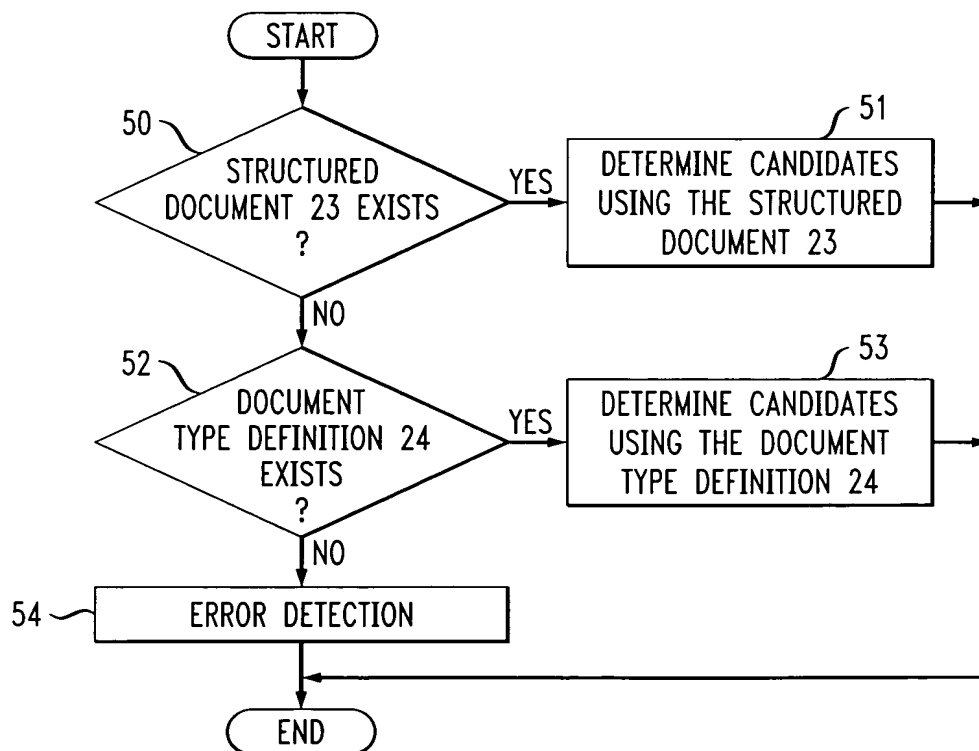 START
50
STRUCTURED
DOCUMENT 23 EXISTS
?
YES
51
DETERMINE CANDIDATES
USING THE STRUCTURED
DOCUMENT 23
NO
52
DOCUMENT
TYPE DEFINITION 24
EXISTS
?
YES
53
DETERMINE CANDIDATES
USING THE DOCUMENT
TYPE DEFINITION 24
NO
54
ERROR DETECTION
END